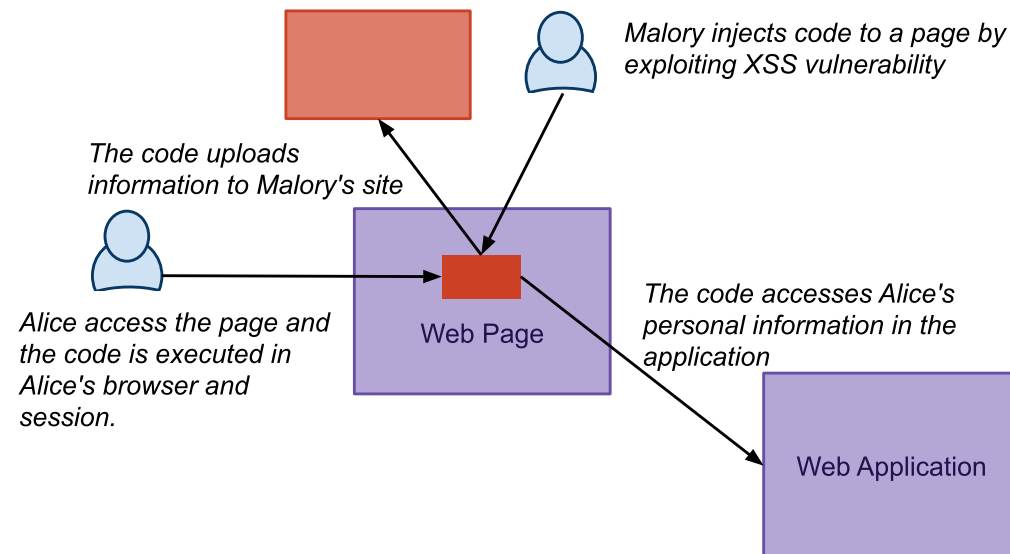 Malory injects code to a page by
exploiting XSS vulnerability
The code uploads
information to Malory's site
Alice access the page and
the code is executed in
Alice's browser and
session.
Web Page
The code accesses Alice's
personal information in the
application
Web Application